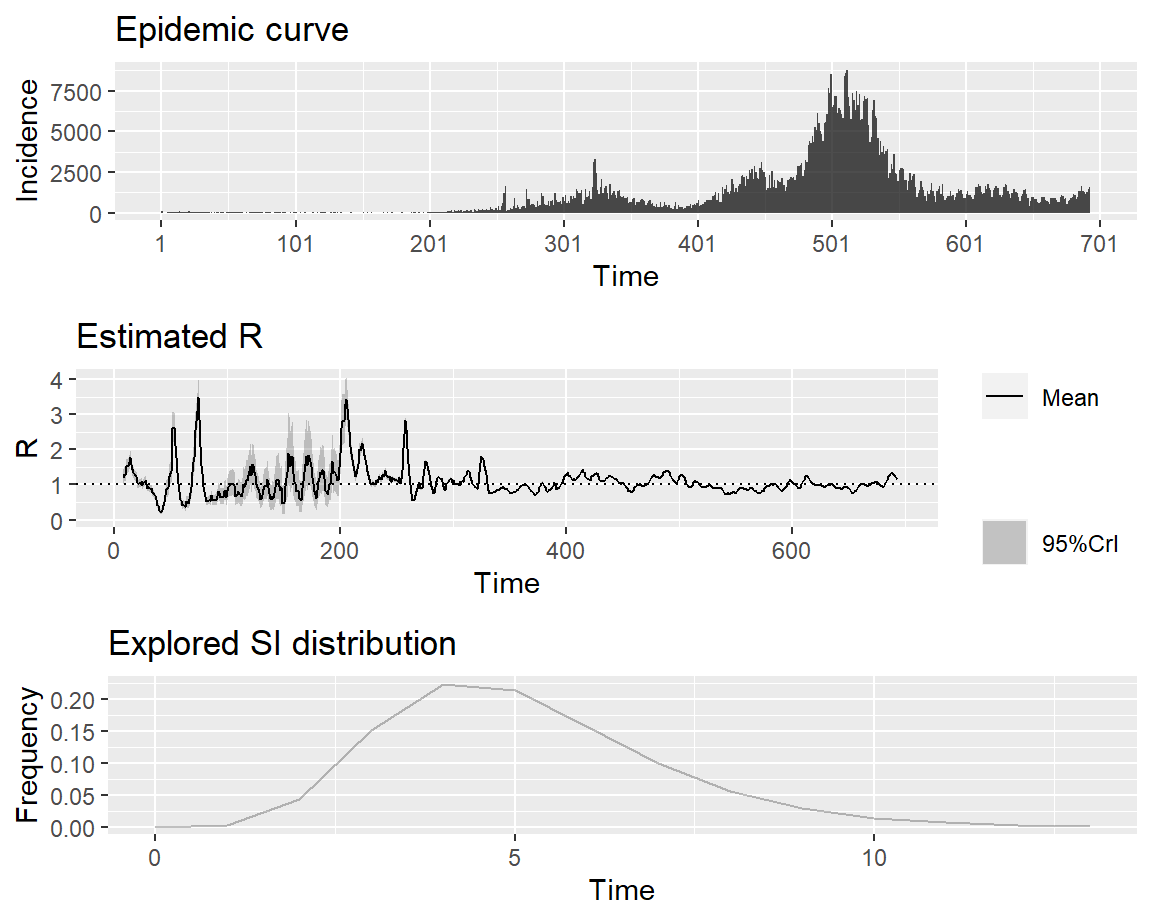 Epidemic curve
Incidence
7500
5000
2500
0
1 101 201 301 401 501 601 701
Time
Estimated R
R
4
3
2
1
0
0 200 400 600
Time
Mean
95%CrI
Explored SI distribution
Frequency
0.20
0.15
0.10
0.05
0.00
0 5 10
Time